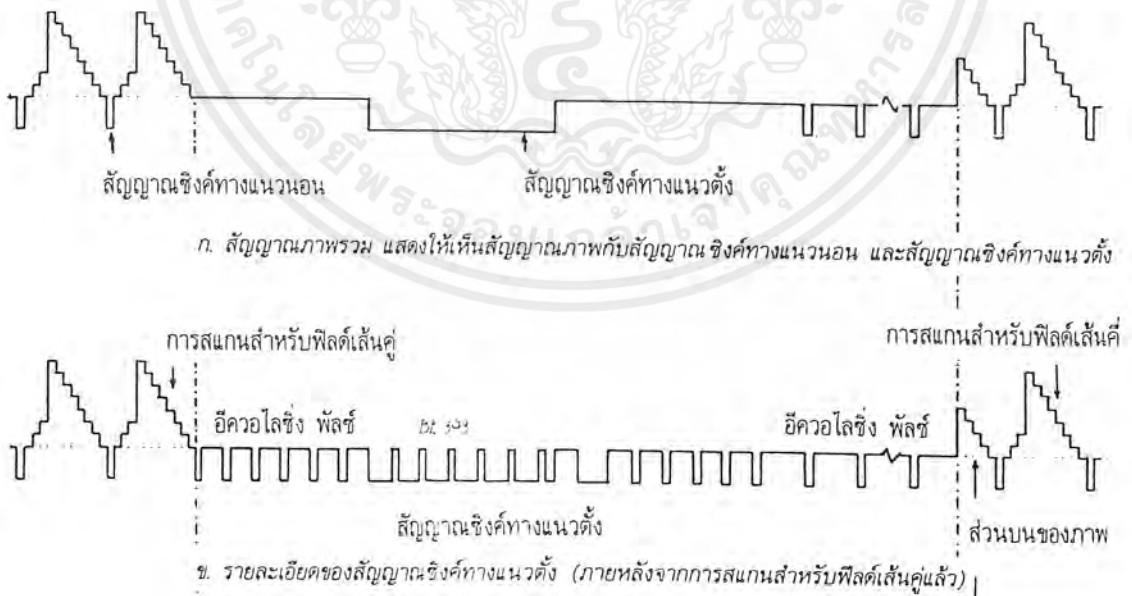 สัญญาณซิงค์ทางแนวนอน
สัญญาณซิงค์ทางแนวตั้ง
ก. สัญญาณภาพรวม แสดงให้เห็นสัญญาณภาพกับสัญญาณซิงค์ทางแนวนอน และสัญญาณซิงค์ทางแนวตั้ง
การสแกนสำหรับฟิลด์เส้นคู่
การสแกนสำหรับฟิลด์เส้นคี่
อีควอไลซิ่ง พัลซ์
อีควอไลซิ่ง พัลซ์
สัญญาณซิงค์ทางแนวตั้ง
ส่วนบนของภาพ
ข. รายละเอียดของสัญญาณซิงค์ทางแนวตั้ง (ภายหลังจากการสแกนสำหรับฟีลด์เส้นคู่แล้ว)